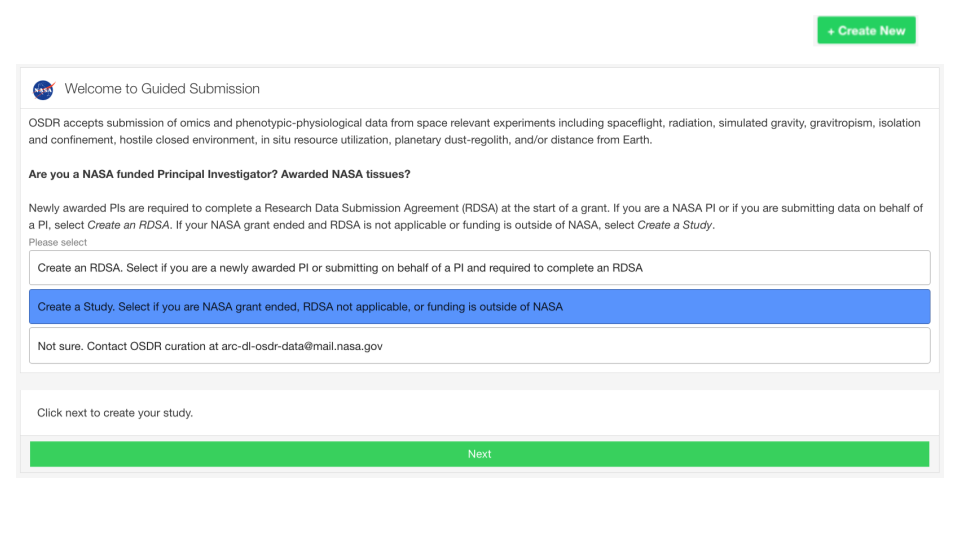 + Create New
NASA
Welcome to Guided Submission
OSDR accepts submission of omics and phenotypic-physiological data from space relevant experiments including spaceflight, radiation, simulated gravity, gravitropism, isolation
and confinement, hostile closed environment, in situ resource utilization, planetary dust-regolith, and/or distance from Earth.
Are you a NASA funded Principal Investigator? Awarded NASA tissues?
Newly awarded PIs are required to complete a Research Data Submission Agreement (RDSA) at the start of a grant. If you are a NASA PI or if you are submitting data on behalf of
a PI, select Create an RDSA. If your NASA grant ended and RDSA is not applicable or funding is outside of NASA, select Create a Study.
Please select
Create an RDSA. Select if you are a newly awarded PI or submitting on behalf of a PI and required to complete an RDSA
Create a Study. Select if you are NASA grant ended, RDSA not applicable, or funding is outside of NASA
Not sure. Contact OSDR curation at arc-dl-osdr-data@mail.nasa.gov
Click next to create your study.
Next